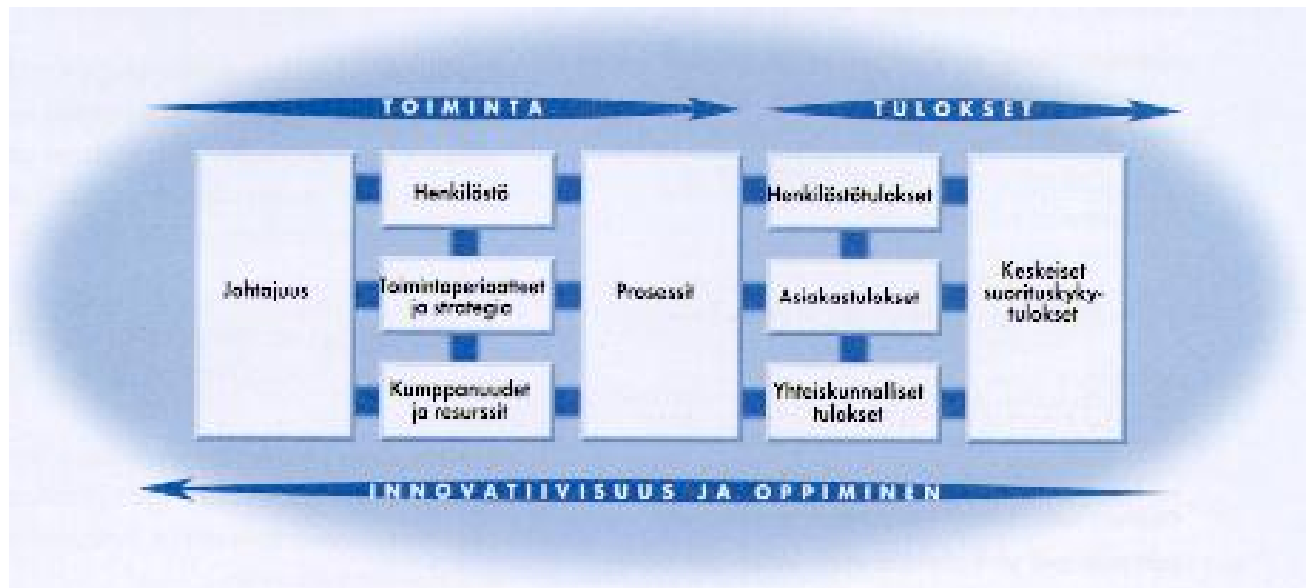 TOIMINTA
TULOKSET
Johtajuus
Henkilöstö
Toimintaperiaatteet
ja strategia
Kumppanuudet
ja resurssit
Prosessit
Henkilöstötulokset
Asiakastulokset
Yhteiskunnalliset
tulokset
Keskeiset
suorituskyky-
tulokset
INNOVATIIVISUUS JA OPPIMINEN